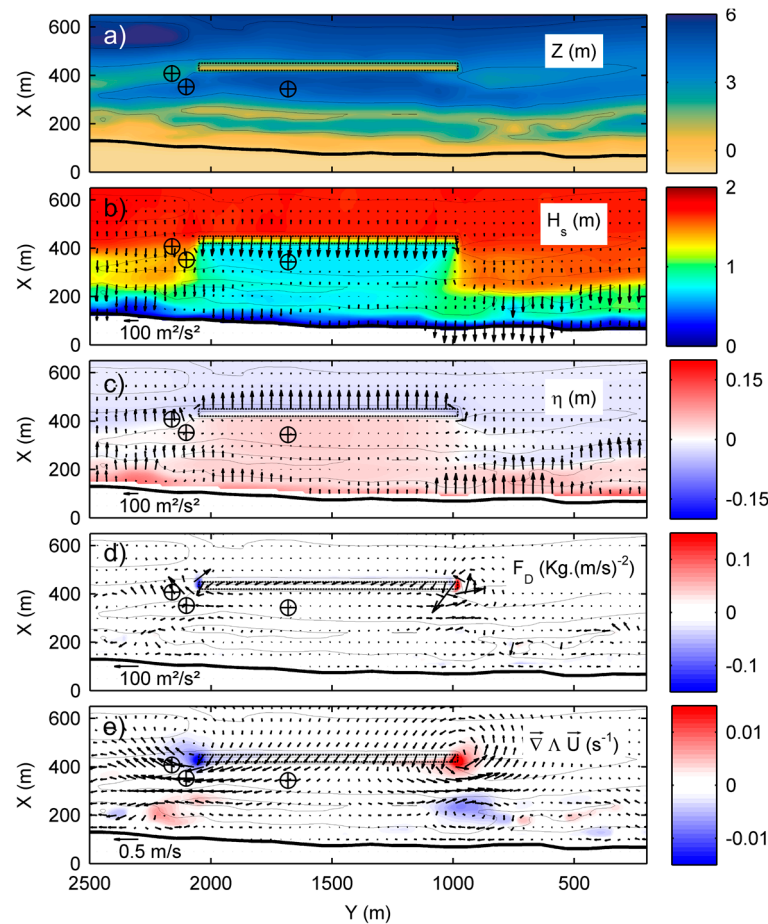 a)
Z (m)
X (m)
600
400
200
0
6
3
0
b)
H_s (m)
X (m)
600
400
200
0
100 m²/s²
2
1
0
c)
η (m)
X (m)
600
400
200
0
100 m²/s²
0.15
0
-0.15
d)
F_D (Kg.(m/s)^-2)
X (m)
600
400
200
0
100 m²/s²
0.1
0
-0.1
e)
∇ Λ U (s^-1)
X (m)
600
400
200
0
0.5 m/s
0.01
0
-0.01
2500 2000 1500 1000 500
Y (m)